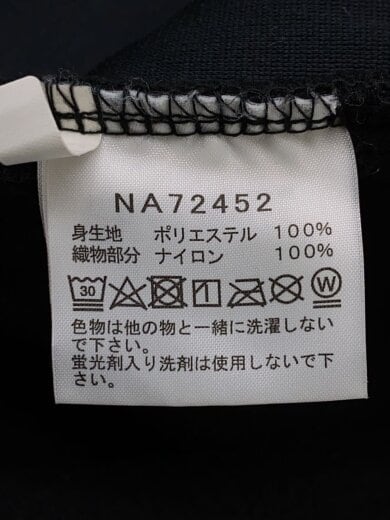 NA72452
身生地 ポリエステル 100%
織物部分 ナイロン 100%
30 W
色物は他の物と一緒に洗濯しない
で下さい。
蛍光剤入り洗剤は使用しないで下
さい。